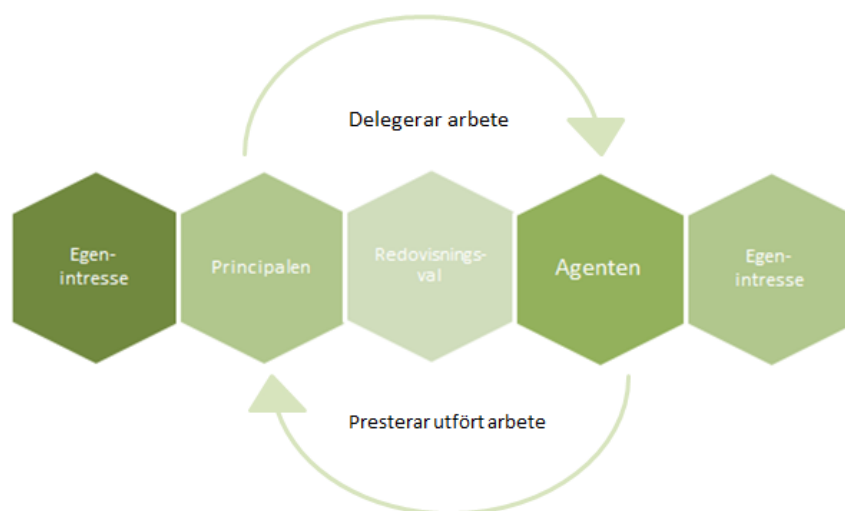 Delegerar arbete
Egen-
intresse
Principalen
Redovisnings-
val
Agenten
Egen-
intresse
Presterar utfört arbete